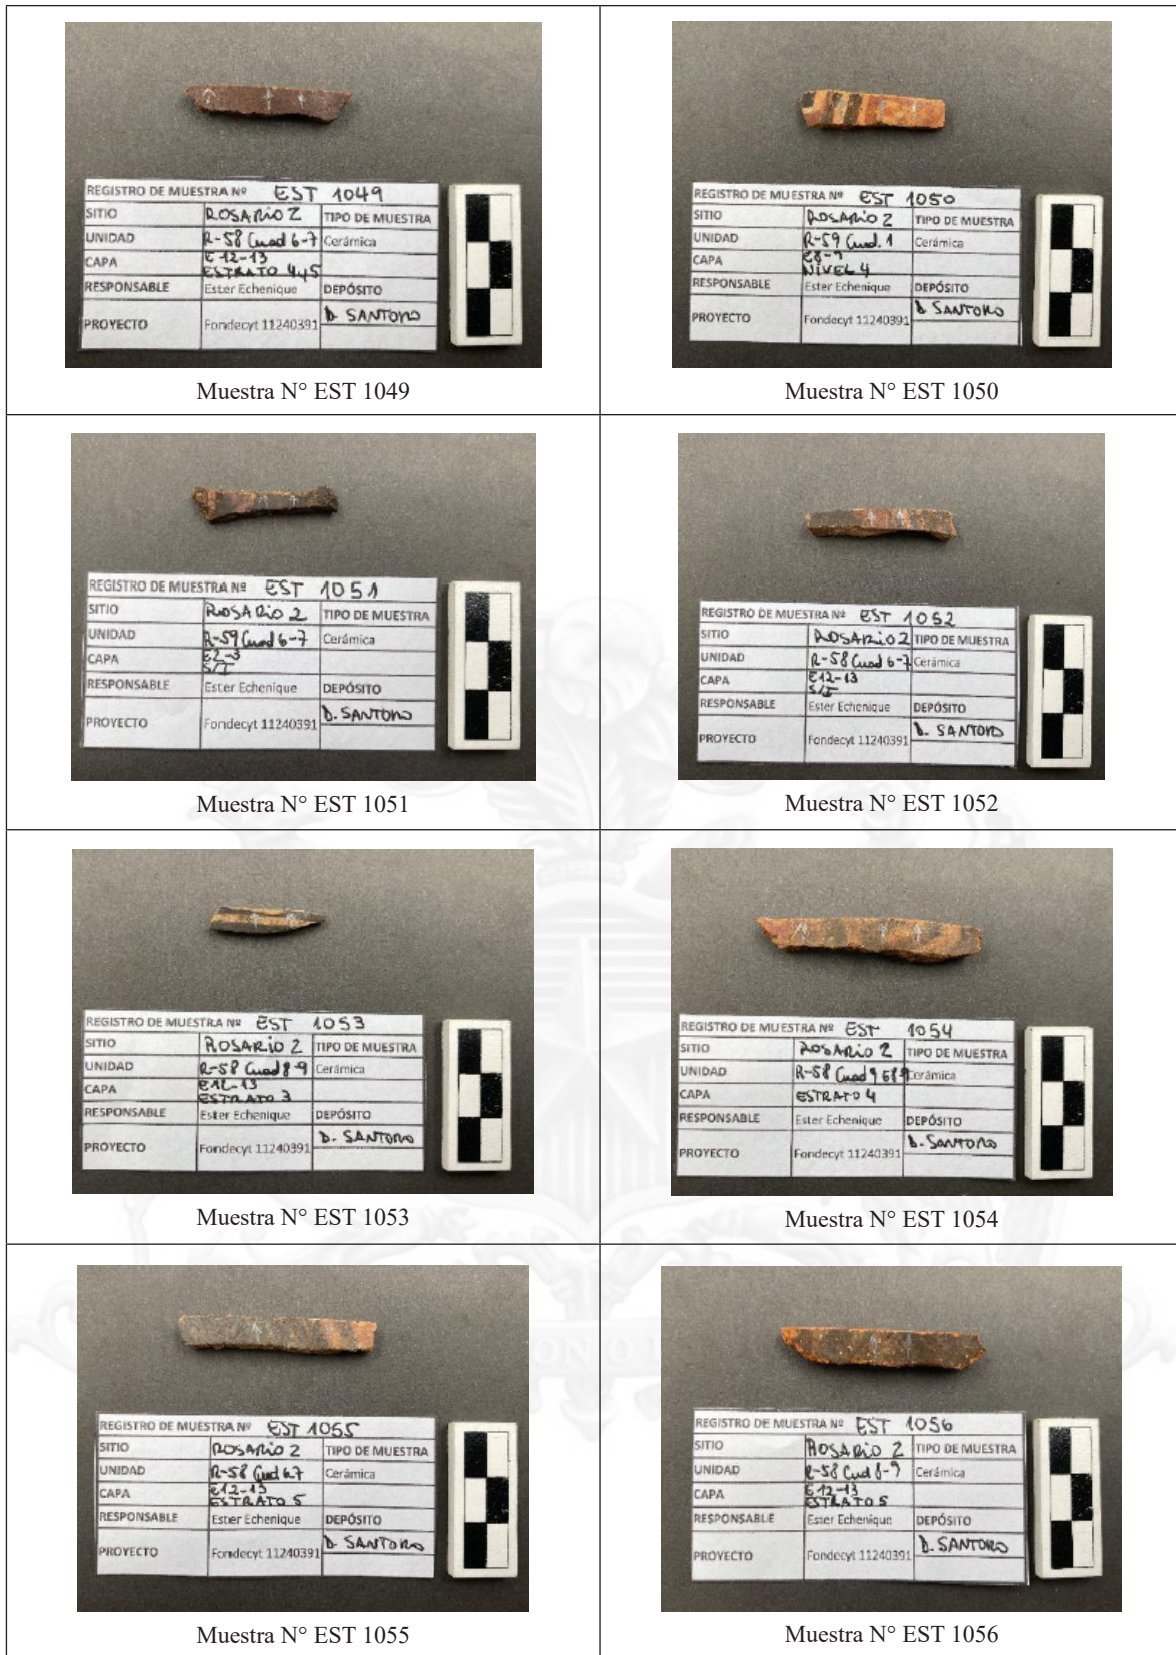 REGISTRO DE MUESTRA Nº EST 1049
SITIO ROSARIO 2 TIPO DE MUESTRA
UNIDAD R-58 Cuad 6-7 Cerámica
CAPA E12-13
ESTRATO 4y5
RESPONSABLE Ester Echenique DEPÓSITO
PROYECTO Fondecyt 11240391 D. SANTORO
Muestra N° EST 1049
REGISTRO DE MUESTRA Nº EST 1050
SITIO ROSARIO 2 TIPO DE MUESTRA
UNIDAD R-59 Cuad. 1 Cerámica
CAPA E8-9
NIVEL 4
RESPONSABLE Ester Echenique DEPÓSITO
PROYECTO Fondecyt 11240391 D. SANTORO
Muestra N° EST 1050
REGISTRO DE MUESTRA Nº EST 1051
SITIO ROSARIO 2 TIPO DE MUESTRA
UNIDAD R-59 Cuad 6-7 Cerámica
CAPA E2-3
S/I
RESPONSABLE Ester Echenique DEPÓSITO
PROYECTO Fondecyt 11240391 D. SANTORO
Muestra N° EST 1051
REGISTRO DE MUESTRA Nº EST 1052
SITIO ROSARIO 2 TIPO DE MUESTRA
UNIDAD R-58 Cuad 6-7 Cerámica
CAPA E12-13
S/I
RESPONSABLE Ester Echenique DEPÓSITO
PROYECTO Fondecyt 11240391 D. SANTORO
Muestra N° EST 1052
REGISTRO DE MUESTRA Nº EST 1053
SITIO ROSARIO 2 TIPO DE MUESTRA
UNIDAD R-58 Cuad 8-9 Cerámica
CAPA E12-13
ESTRATO 3
RESPONSABLE Ester Echenique DEPÓSITO
PROYECTO Fondecyt 11240391 D. SANTORO
Muestra N° EST 1053
REGISTRO DE MUESTRA Nº EST 1054
SITIO ROSARIO 2 TIPO DE MUESTRA
UNIDAD R-58 Cuad Cerámica
CAPA ESTRATO 4
RESPONSABLE Ester Echenique DEPÓSITO
PROYECTO Fondecyt 11240391 D. SANTORO
Muestra N° EST 1054
REGISTRO DE MUESTRA Nº EST 1055
SITIO ROSARIO 2 TIPO DE MUESTRA
UNIDAD R-58 Cuad 6-7 Cerámica
CAPA E12-13
ESTRATO 5
RESPONSABLE Ester Echenique DEPÓSITO
PROYECTO Fondecyt 11240391 D. SANTORO
Muestra N° EST 1055
REGISTRO DE MUESTRA Nº EST 1056
SITIO ROSARIO 2 TIPO DE MUESTRA
UNIDAD R-58 Cuad 8-9 Cerámica
CAPA E12-13
ESTRATO 5
RESPONSABLE Ester Echenique DEPÓSITO
PROYECTO Fondecyt 11240391 D. SANTORO
Muestra N° EST 1056